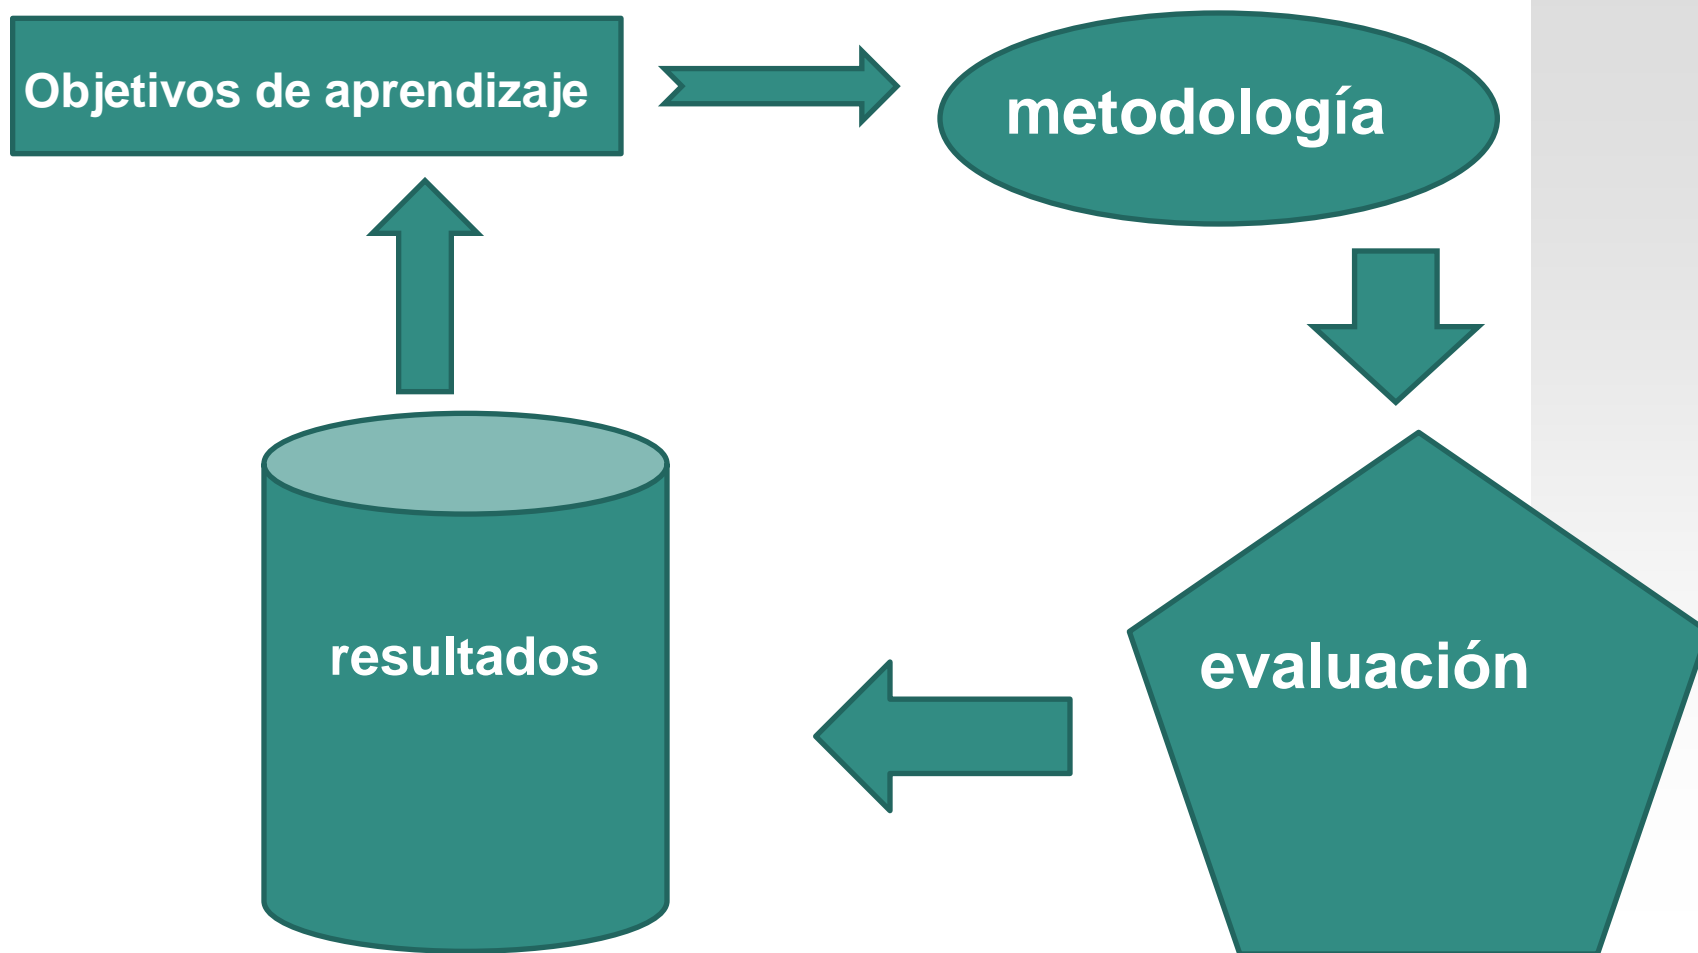 Objetivos de aprendizaje
metodología
resultados
evaluación